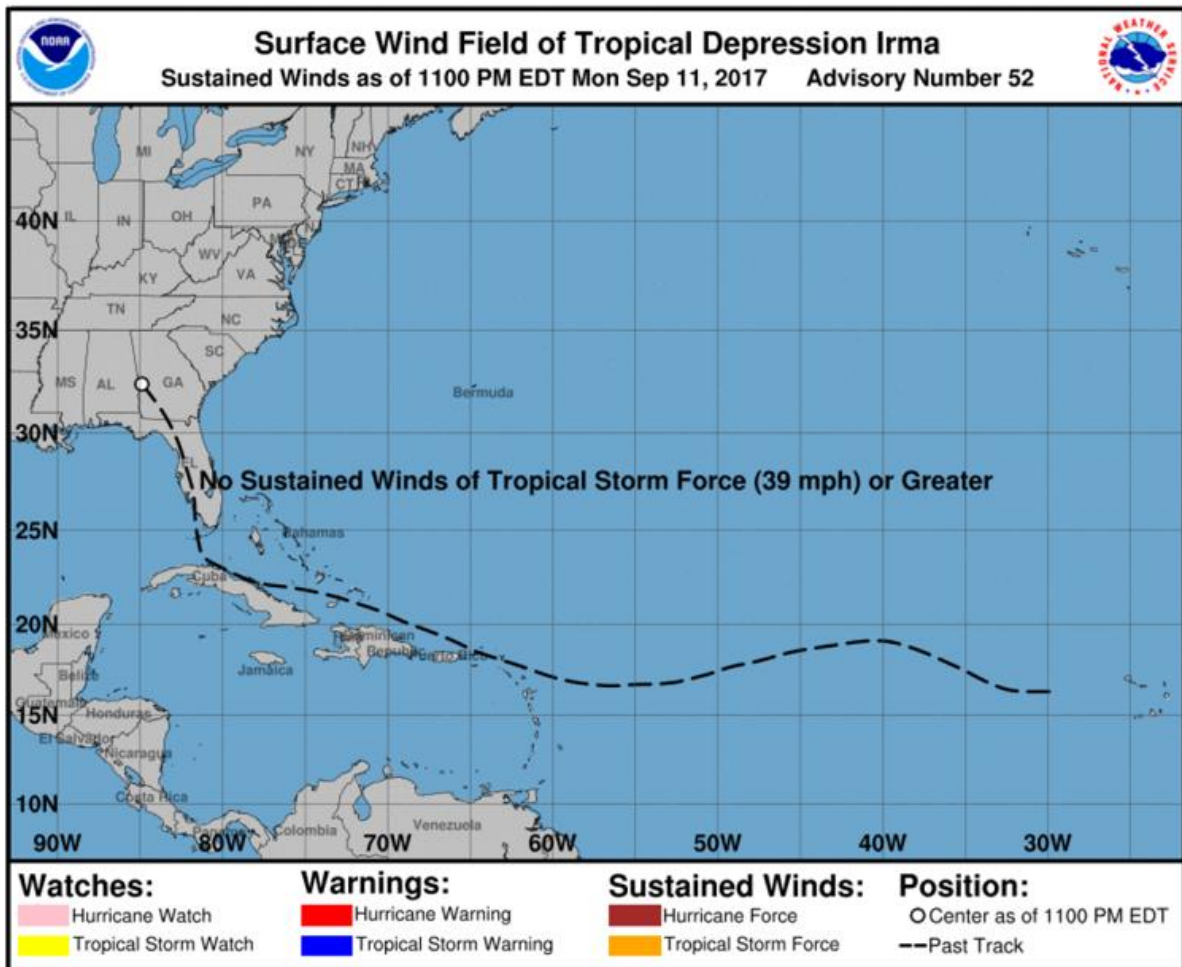 NOAA
Surface Wind Field of Tropical Depression Irma
Sustained Winds as of 1100 PM EDT Mon Sep 11, 2017 Advisory Number 52
NATIONAL WEATHER SERVICE
MI
NY
NH
MA
CT
PA
40N
IL
IN
OH
WV
VA
KY
TN
NC
35N
SC
MS
AL
GA
Bermuda
30N
FL
No Sustained Winds of Tropical Storm Force (39 mph) or Greater
25N
Bahamas
Cuba
20N
Mexico
Dominican
Republic
Puerto Rico
Jamaica
Belize
Guatemala
15N
Honduras
El Salvador
Nicaragua
10N
Costa Rica
Panama
Colombia
Venezuela
90W 80W 70W 60W 50W 40W 30W
Watches: Warnings: Sustained Winds: Position:
Hurricane Watch Hurricane Warning Hurricane Force Center as of 1100 PM EDT
Tropical Storm Watch Tropical Storm Warning Tropical Storm Force Past Track